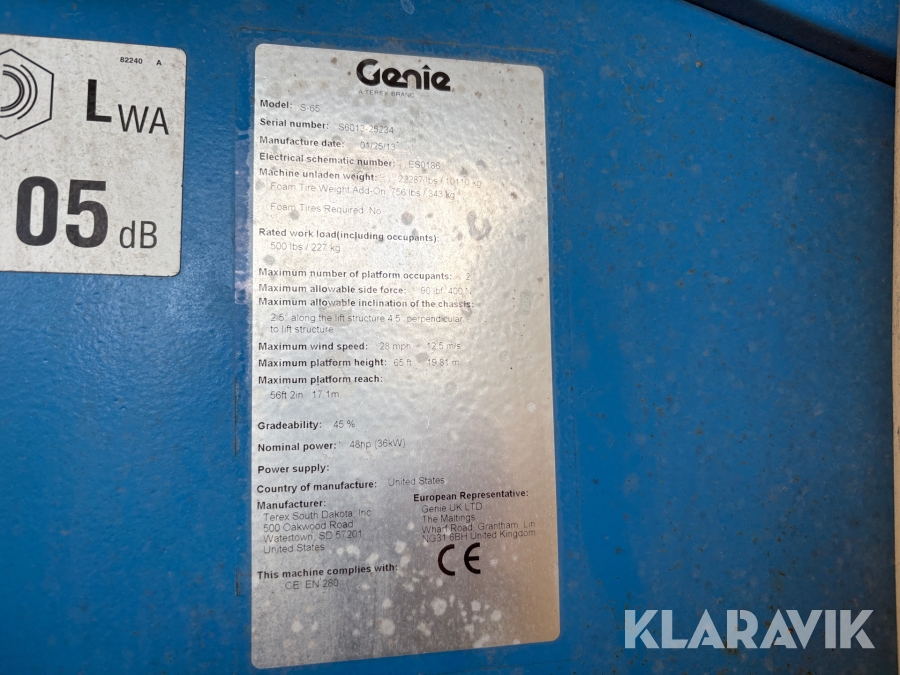 82240 A
LWA
05 dB
Genie
A TEREX BRAND
Model: S-65
Serial number: S6013-25234
Manufacture date: 01/25/13
Electrical schematic number: ES0186
Machine unladen weight: 22287 lbs / 10110 kg
Foam Tire Weight Add-On: 756 lbs / 343 kg
Foam Tires Required: No
Rated work load(including occupants):
500 lbs / 227 kg
Maximum number of platform occupants: 2
Maximum allowable side force: 90 lbf 400 N
Maximum allowable inclination of the chassis:
2.5° along the lift structure 4.5° perpendicular
to lift structure
Maximum wind speed: 28 mph 12.5 m/s
Maximum platform height: 65 ft 19.81 m
Maximum platform reach:
56ft 2in 17.1m
Gradeability: 45 %
Nominal power: 48hp (36kW)
Power supply:
Country of manufacture: United States
Manufacturer:
Terex South Dakota, Inc
500 Oakwood Road
Watertown, SD 57201
United States
European Representative:
Genie UK LTD
The Maltings
Wharf Road, Grantham, Lin
NG31 6BH United Kingdom
This machine complies with:
CE: EN 280
CE
KLARAVIK